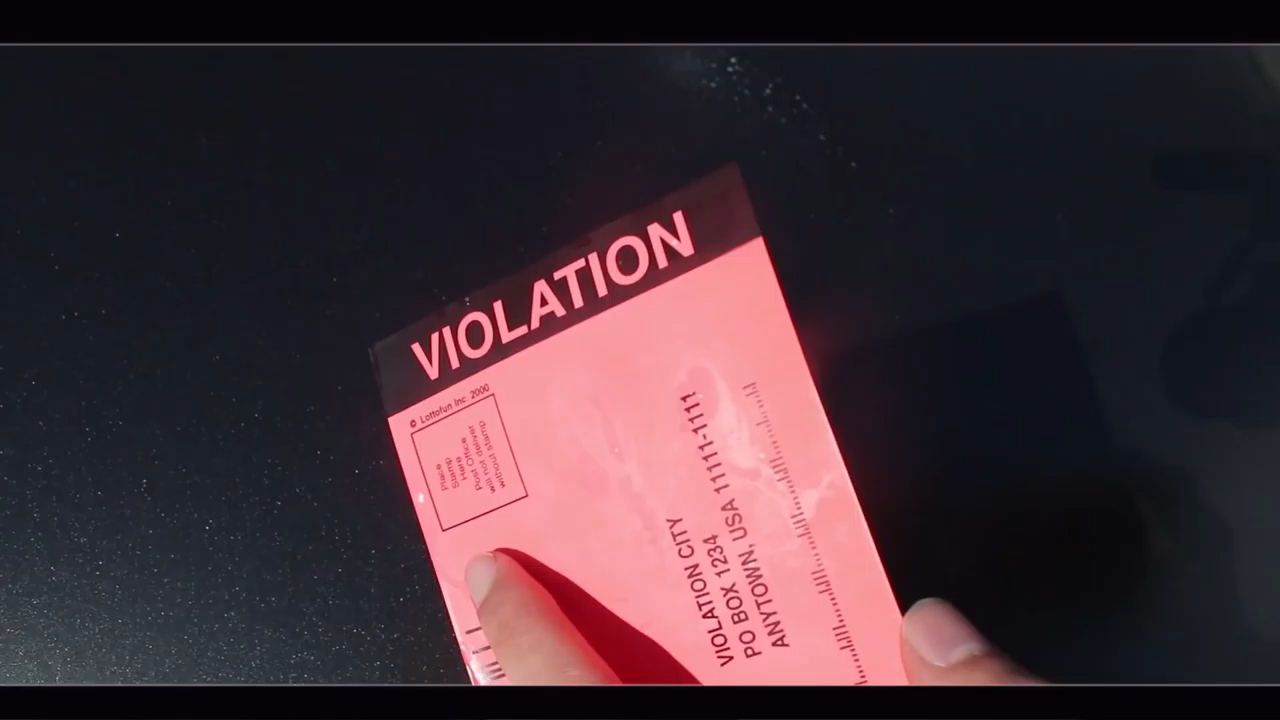 VIOLATION
© Lottofun Inc. 2000
Place
Stamp
Here
Post Office
will not deliver
without stamp
VIOLATION CITY
PO BOX 1234
ANYTOWN, USA 11111-1111